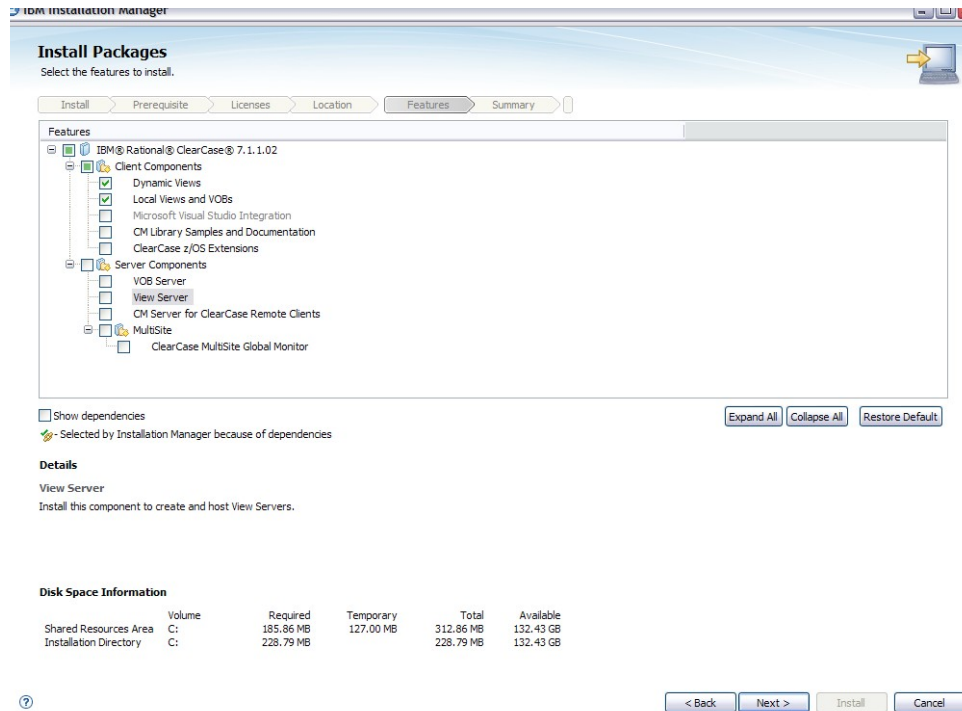 IBM Installation Manager
Install Packages
Select the features to install.
Install Prerequisite Licenses Location Features Summary
Features
IBM® Rational® ClearCase® 7.1.1.02
Client Components
Dynamic Views
Local Views and VOBs
Microsoft Visual Studio Integration
CM Library Samples and Documentation
ClearCase z/OS Extensions
Server Components
VOB Server
View Server
CM Server for ClearCase Remote Clients
MultiSite
ClearCase MultiSite Global Monitor
Show dependencies Expand All Collapse All Restore Default
- Selected by Installation Manager because of dependencies
Details
View Server
Install this component to create and host View Servers.
Disk Space Information
Volume Required Temporary Total Available
Shared Resources Area C: 185.86 MB 127.00 MB 312.86 MB 132.43 GB
Installation Directory C: 228.79 MB 228.79 MB 132.43 GB
? < Back Next > Install Cancel